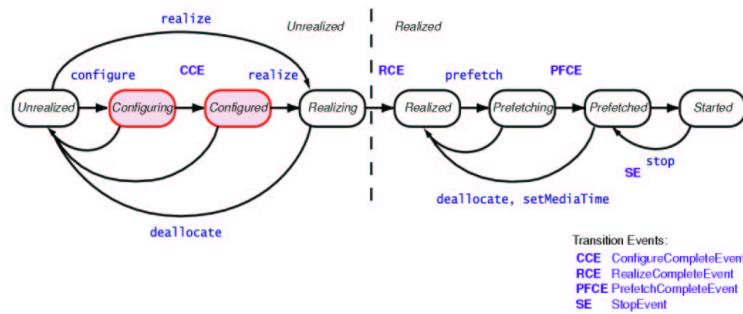 realize
Unrealized
Realized
configure
CCE
realize
RCE
prefetch
PFCE
Unrealized
Configuring
Configured
Realizing
Realized
Prefetching
Prefetched
Started
stop
SE
deallocate, setMediaTime
deallocate
Transition Events:
CCE ConfigureCompleteEvent
RCE RealizeCompleteEvent
PFCE PrefetchCompleteEvent
SE StopEvent